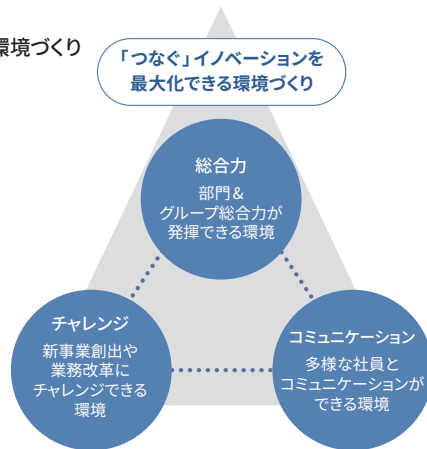 環境づくり
「つなぐ」イノベーションを
最大化できる環境づくり
総合力
部門＆
グループ総合力が
発揮できる環境
チャレンジ
新事業創出や
業務改革に
チャレンジできる
環境
コミュニケーション
多様な社員と
コミュニケーションが
できる環境